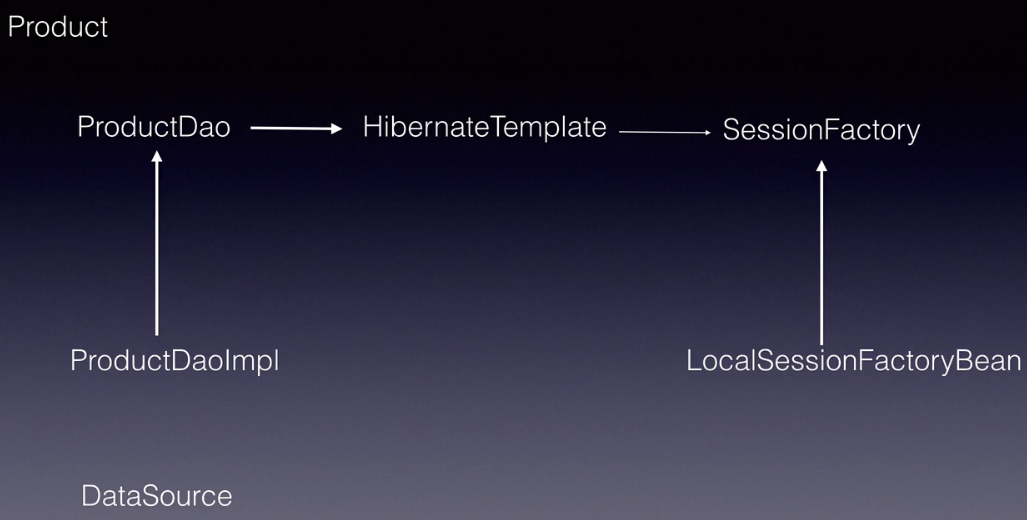 Product
ProductDao
HibernateTemplate
SessionFactory
ProductDaoImpl
LocalSessionFactoryBean
DataSource